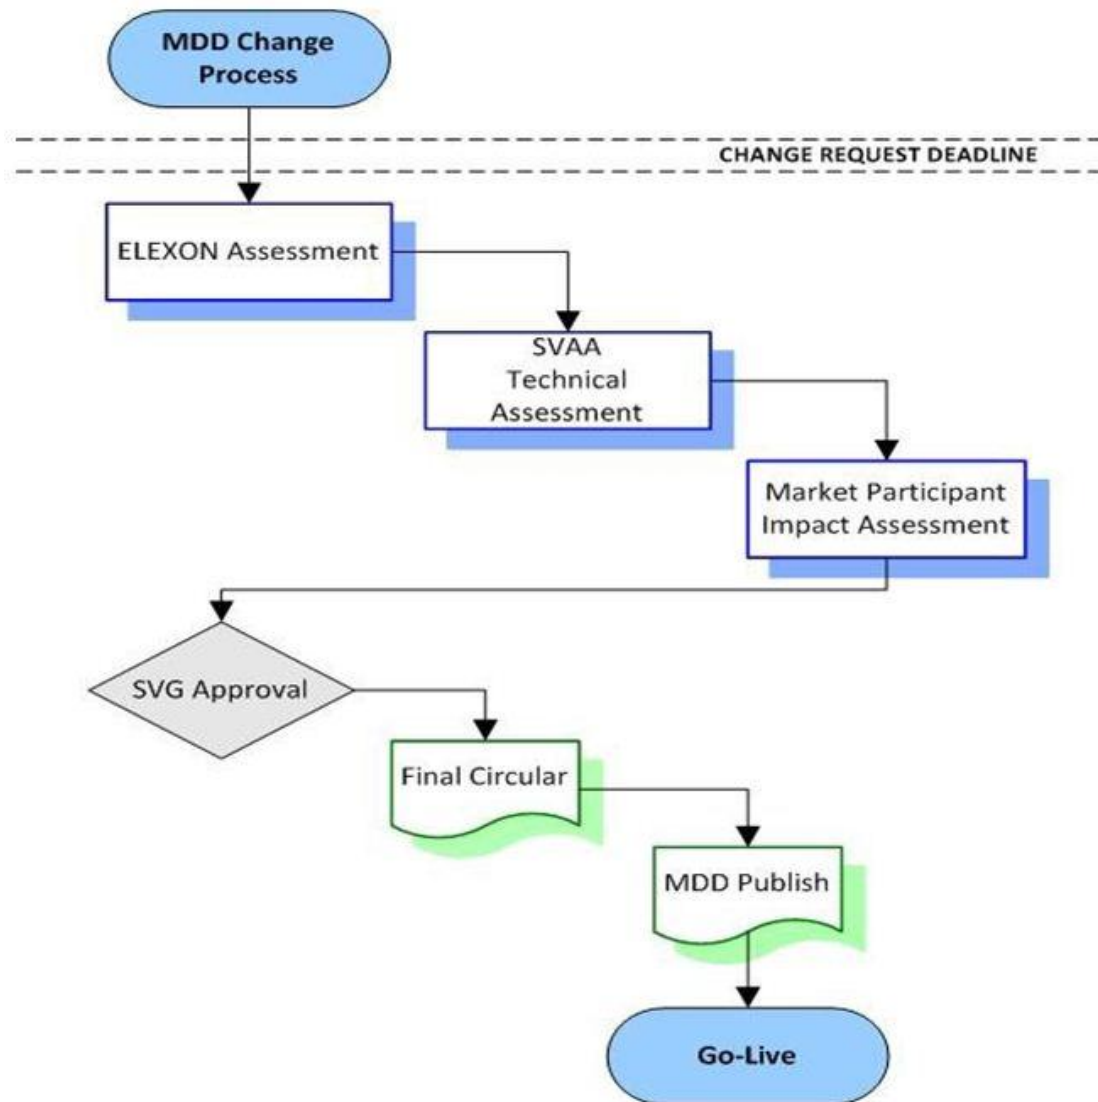 MDD Change
Process
CHANGE REQUEST DEADLINE
ELEXON Assessment
SVAA
Technical
Assessment
Market Participant
Impact Assessment
SVG Approval
Final Circular
MDD Publish
Go-Live